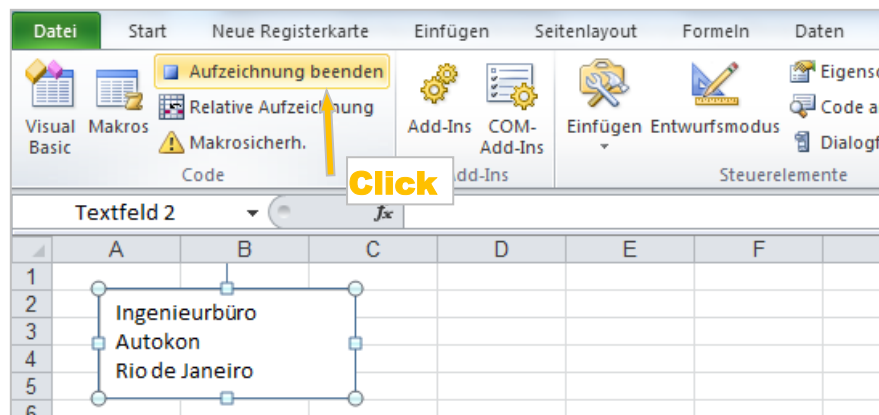 Datei Start Neue Registerkarte Einfügen Seitenlayout Formeln Daten
Visual Basic
Makros
Aufzeichnung beenden
Relative Aufzeichnung
Makrosicherh.
Code
Add-Ins
COM-
Add-Ins
Einfügen
Entwurfsmodus
Code
Steuerelemente
Click
Textfeld 2
fx
A B C D E F
1
2
3
4
5
6
Ingenieurbüro
Autokon
Rio de Janeiro